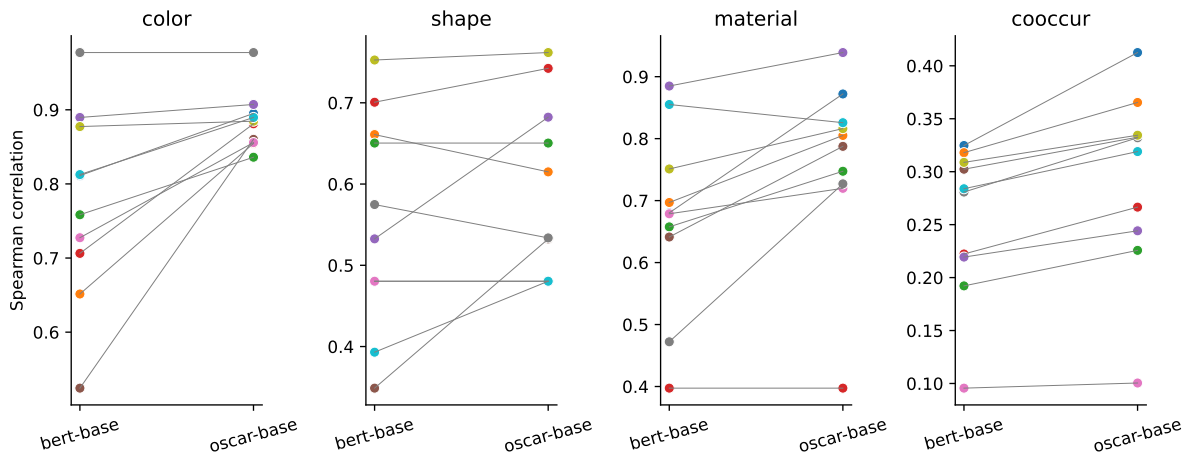 color
shape
material
cooccur
Spearman correlation
0.9
0.8
0.7
0.6
bert-base
oscar-base
0.7
0.6
0.5
0.4
bert-base
oscar-base
0.9
0.8
0.7
0.6
0.5
0.4
bert-base
oscar-base
0.40
0.35
0.30
0.25
0.20
0.15
0.10
bert-base
oscar-base